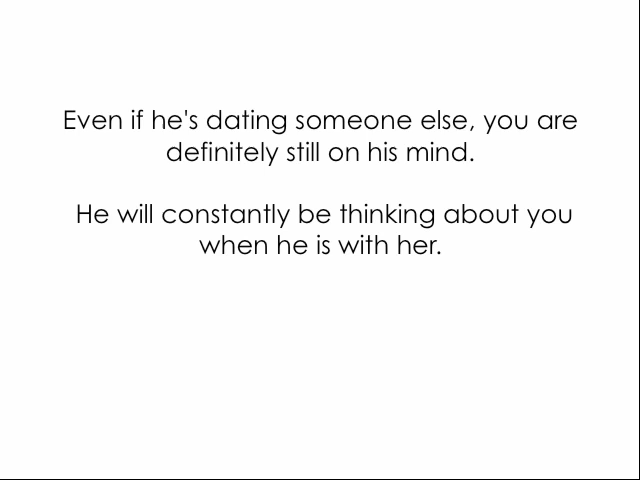 Even if he's dating someone else, you are
definitely still on his mind.
He will constantly be thinking about you
when he is with her.